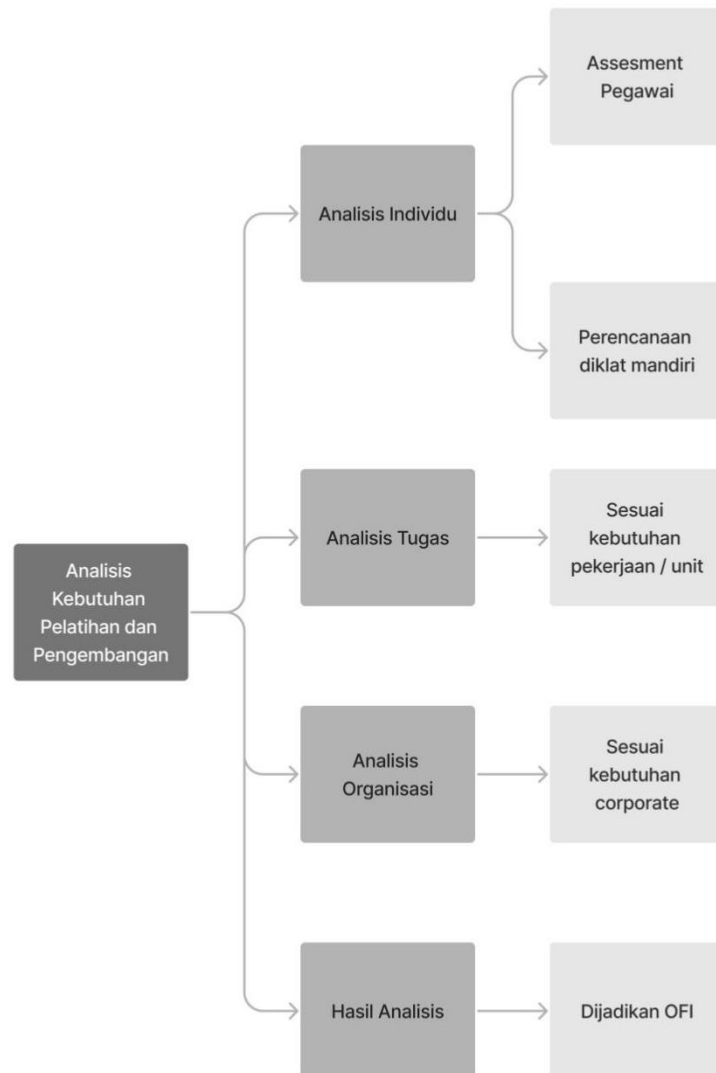 Assesment
Pegawai
Analisis Individu
Perencanaan
diklat mandiri
Analisis Tugas
Sesuai
kebutuhan
pekerjaan / unit
Analisis
Kebutuhan
Pelatihan dan
Pengembangan
Analisis
Organisasi
Sesuai
kebutuhan
corporate
Hasil Analisis
Dijadikan OFI